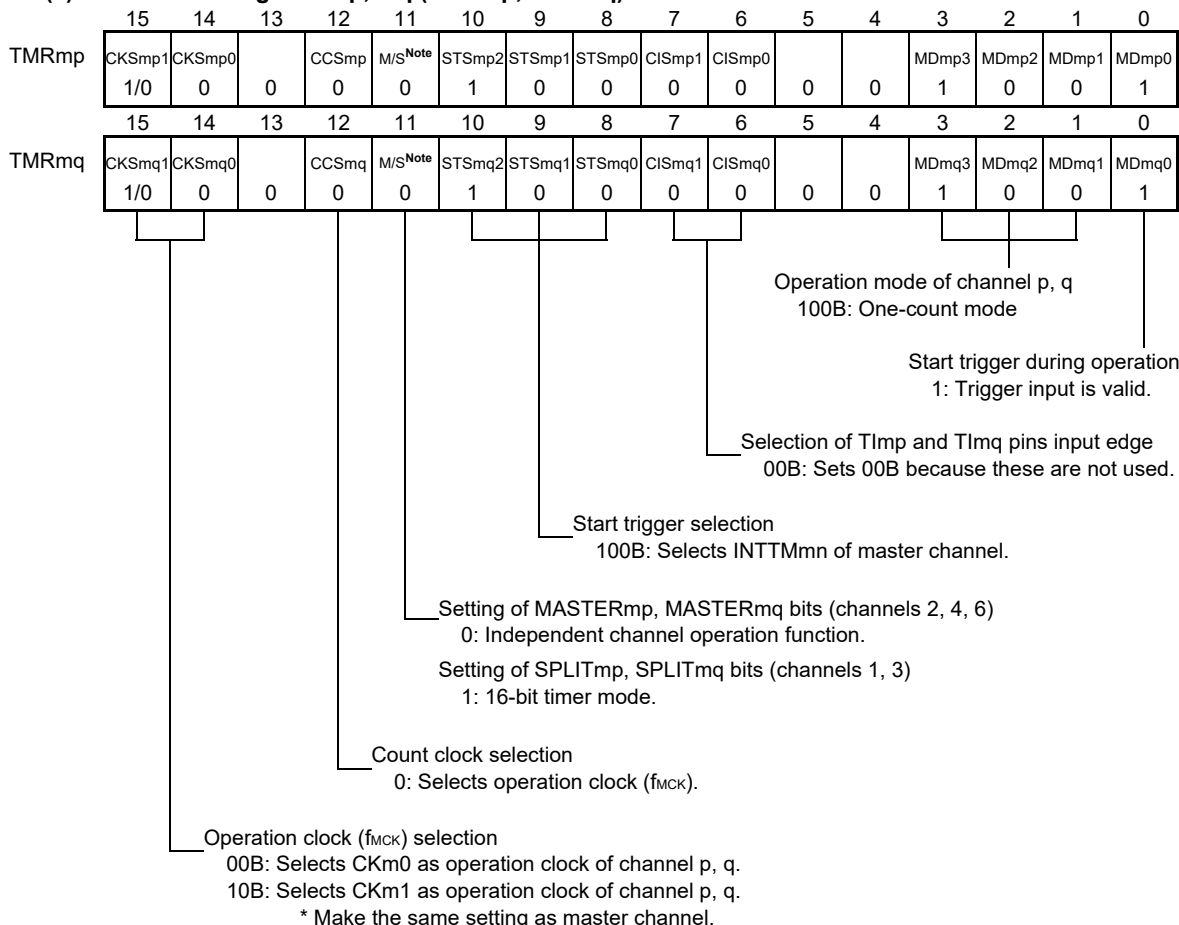 15 14 13 12 11 10 9 8 7 6 5 4 3 2 1 0
TMRmp CKSmp1 CKSmp0 CCSmp M/SNote STSmp2 STSmp1 STSmp0 CISmp1 CISmp0 MDmp3 MDmp2 MDmp1 MDmp0
1/0 0 0 0 0 1 0 0 0 0 0 0 1 0 0 1
15 14 13 12 11 10 9 8 7 6 5 4 3 2 1 0
TMRmq CKSmq1 CKSmq0 CCSmq M/SNote STSmq2 STSmq1 STSmq0 CISmq1 CISmq0 MDmq3 MDmq2 MDmq1 MDmq0
1/0 0 0 0 0 1 0 0 0 0 0 0 1 0 0 1
Operation mode of channel p, q
100B: One-count mode
Start trigger during operation
1: Trigger input is valid.
Selection of TImp and TImq pins input edge
00B: Sets 00B because these are not used.
Start trigger selection
100B: Selects INTTMmn of master channel.
Setting of MASTERmp, MASTERmq bits (channels 2, 4, 6)
0: Independent channel operation function.
Setting of SPLITmp, SPLITmq bits (channels 1, 3)
1: 16-bit timer mode.
Count clock selection
0: Selects operation clock (fMCK).
Operation clock (fMCK) selection
00B: Selects CKm0 as operation clock of channel p, q.
10B: Selects CKm1 as operation clock of channel p, q.
* Make the same setting as master channel.